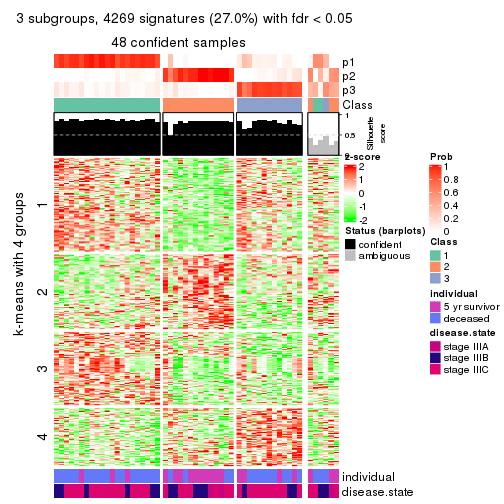 3 subgroups, 4269 signatures (27.0%) with fdr < 0.05
48 confident samples
p1
p2
p3
Class
1
0.5
0
Silhouette
score
k-means with 4 groups
1
2
3
4
individual
disease.state
z-score
2
1
0
-1
-2
Status (barplots)
confident
ambiguous
Prob
1
0.8
0.6
0.4
0.2
0
Class
1
2
3
individual
5 yr survivor
deceased
disease.state
stage IIIA
stage IIIB
stage IIIC